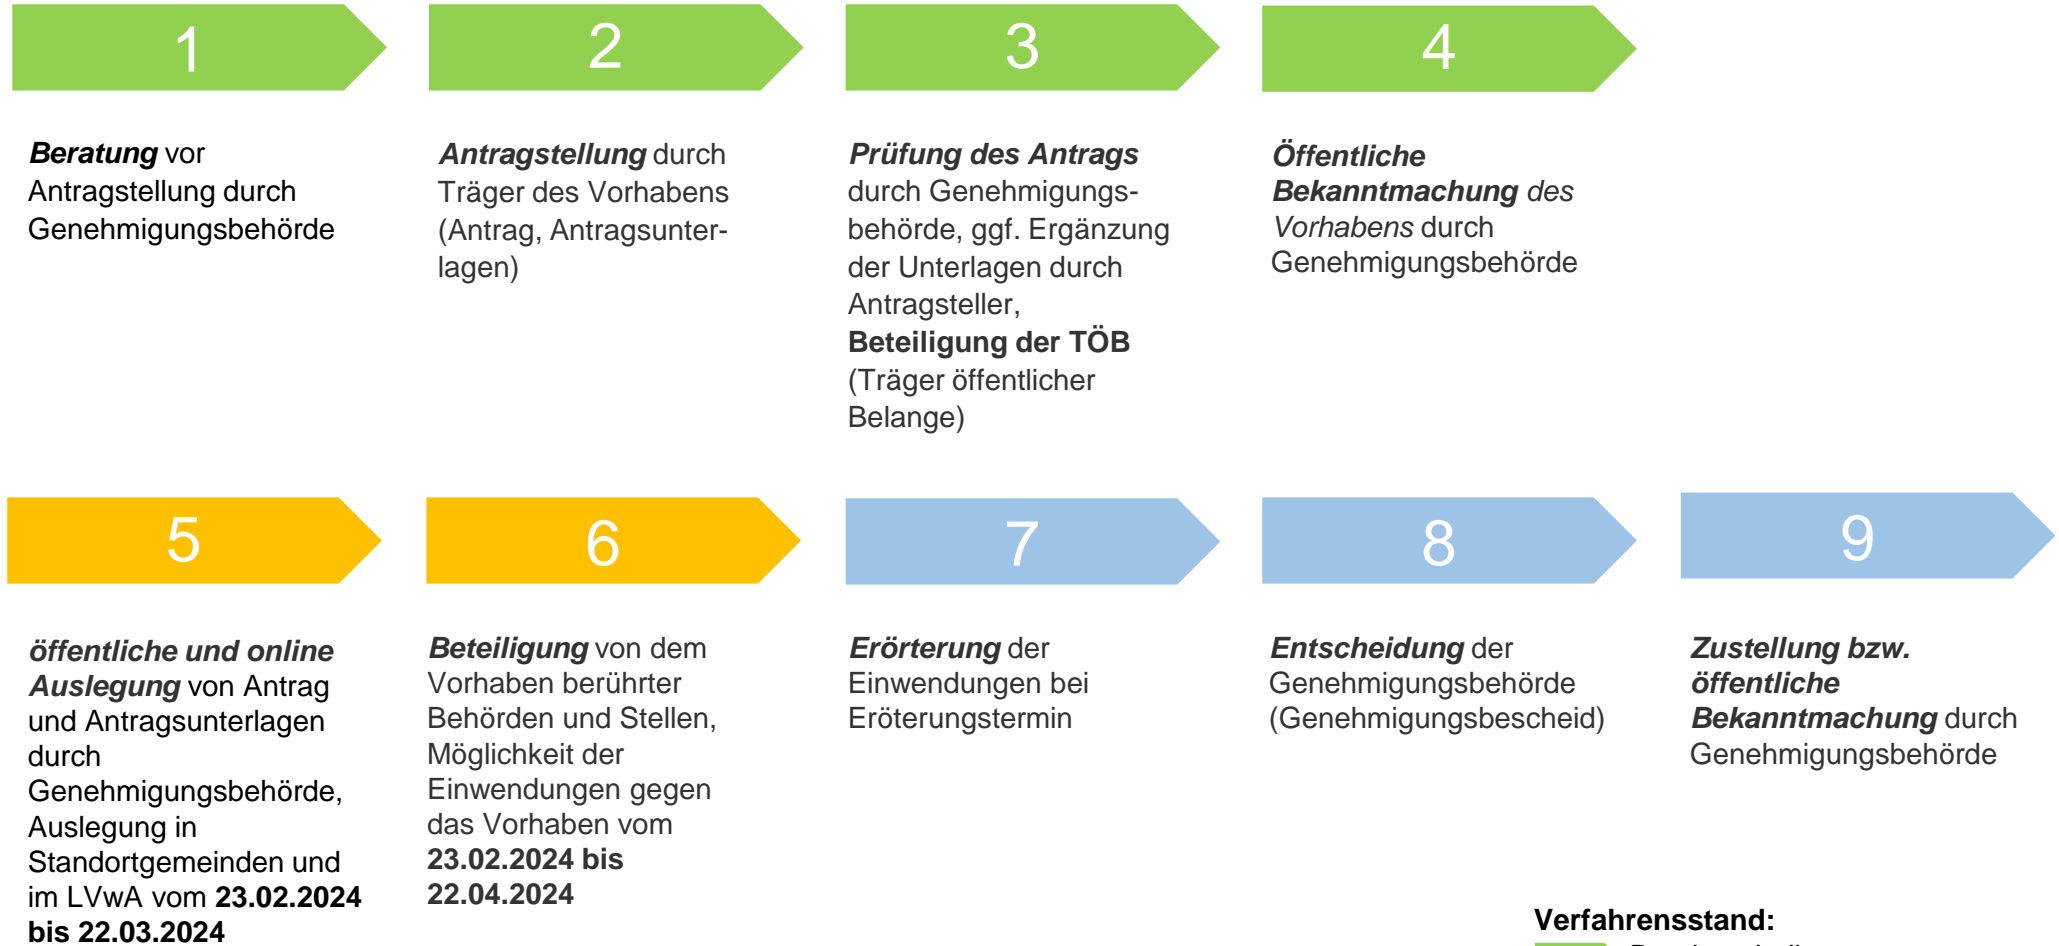 1
2
3
4
Beratung vor
Antragstellung durch
Genehmigungsbehörde
Antragstellung durch
Träger des Vorhabens
(Antrag, Antragsunter-
lagen)
Prüfung des Antrags
durch Genehmigungs-
behörde, ggf. Ergänzung
der Unterlagen durch
Antragsteller,
Beteiligung der TÖB
(Träger öffentlicher
Belange)
Öffentliche
Bekanntmachung des
Vorhabens durch
Genehmigungsbehörde
5
6
7
8
9
öffentliche und online
Auslegung von Antrag
und Antragsunterlagen
durch
Genehmigungsbehörde,
Auslegung in
Standortgemeinden und
im LVwA vom 23.02.2024
bis 22.03.2024
Beteiligung von dem
Vorhaben berührter
Behörden und Stellen,
Möglichkeit der
Einwendungen gegen
das Vorhaben vom
23.02.2024 bis
22.04.2024
Erörterung der
Einwendungen bei
Eröterungstermin
Entscheidung der
Genehmigungsbehörde
(Genehmigungsbescheid)
Zustellung bzw.
öffentliche
Bekanntmachung durch
Genehmigungsbehörde
Verfahrensstand: